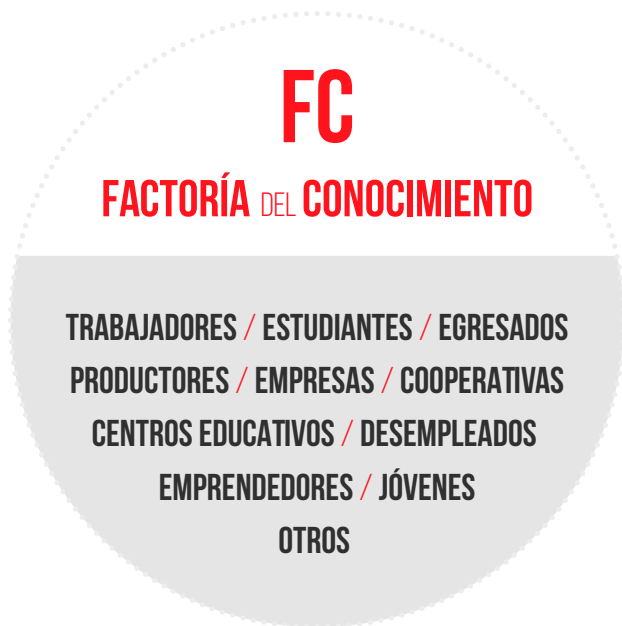 FC
FACTORÍA DEL CONOCIMIENTO
TRABAJADORES / ESTUDIANTES / EGRESADOS
PRODUCTORES / EMPRESAS / COOPERATIVAS
CENTROS EDUCATIVOS / DESEMPLEADOS
EMPRENDEDORES / JÓVENES
OTROS